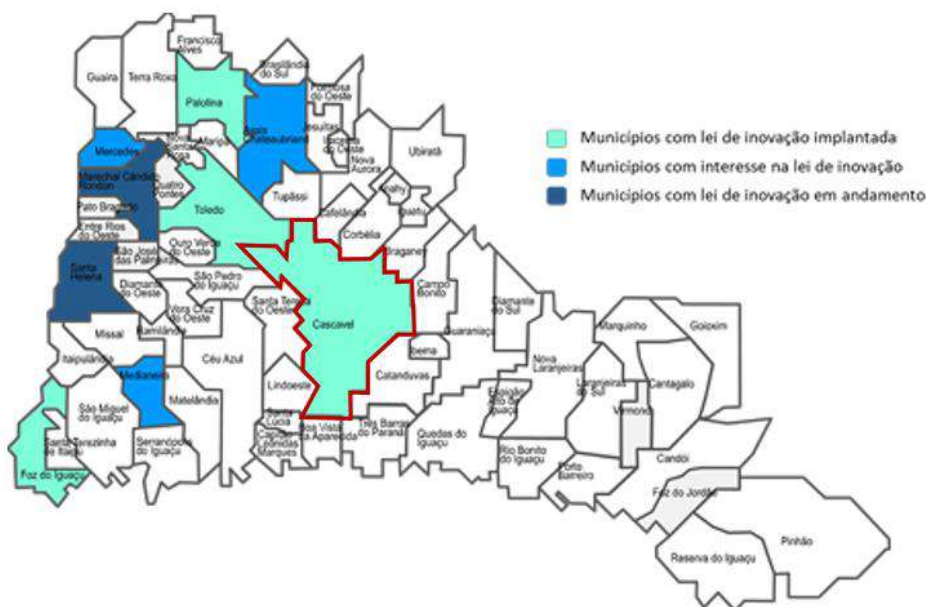 Francisco
Alves
Brasilândia
do Sul
Guaíra
Terra Roxa
Formosa
do Oeste
Palotina
Assis
Chateaubriand
Jesuítas
Iracema
do Oeste
Nova
Aurora
Ubiratã
Mercedes
Nova
Santa
Rosa
Maripá
Marechal Cândido
Rondon
Quatro
Pontes
Tupãssi
Pato Bragado
Toledo
Cafelândia
Iguatu
Corbélia
Entre Rios
do Oeste
Ouro Verde
do Oeste
Braganey
São José
das Palmeiras
Santa
Helena
São Pedro
do Iguaçu
Diamante
do Oeste
Vera Cruz
do Oeste
Santa Tereza
do Oeste
Cascavel
Campo
Bonito
Diamante
do Sul
Guaraniaçu
Missal
Ramilândia
Ibema
Marquinho
Goioxim
Itaipulândia
Céu Azul
Catanduvas
Nova
Laranjeiras
Medianeira
Lindoeste
Laranjeiras
do Sul
Cantagalo
Matelândia
Espigão
Alto do
Iguaçu
São Miguel
do Iguaçu
Santa
Lúcia
Virmond
Boa Vista
da Aparecida
Três Barras
do Paraná
Capitão
Leônidas
Marques
Quedas do
Iguaçu
Santa Terezinha
de Itaipu
Serranópolis
do Iguaçu
Rio Bonito
do Iguaçu
Porto
Barreiro
Candói
Foz do Iguaçu
Foz do Jordão
Reserva do Iguaçu
Pinhão
Municípios com lei de inovação implantada
Municípios com interesse na lei de inovação
Municípios com lei de inovação em andamento